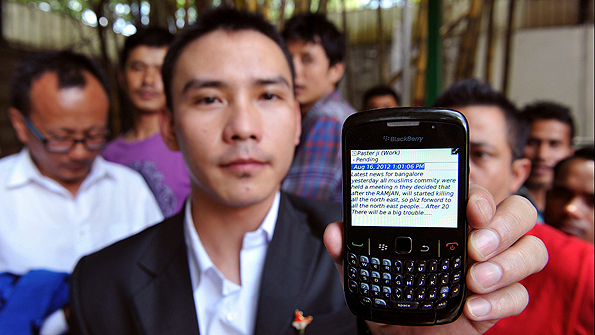 BlackBerry
Paster ji (Work)
- Pending
Aug 16, 2012 1:01:06 PM
Latest news for bangalore
yesterday all muslims commity were
held a meeting n they decided that
after the RAMJAN, will started killing
all the north east, so plz forward to
all the north east people... After 20
There will be a big trouble.....